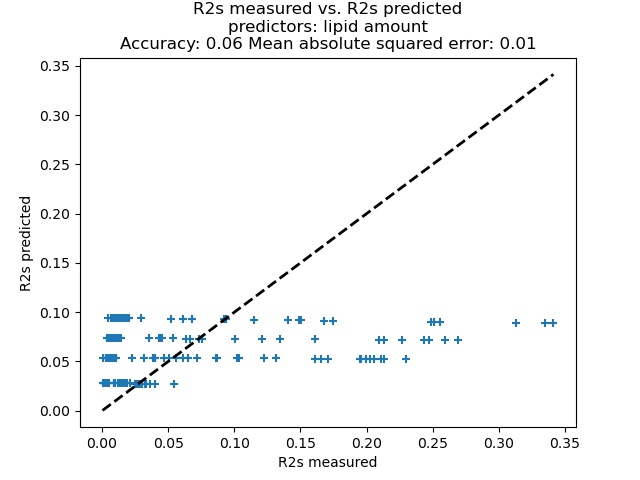 R2s measured vs. R2s predicted
predictors: lipid amount
Accuracy: 0.06 Mean absolute squared error: 0.01
0.35
0.30
0.25
0.20
0.15
0.10
0.05
0.00
R2s predicted
0.00 0.05 0.10 0.15 0.20 0.25 0.30 0.35
R2s measured